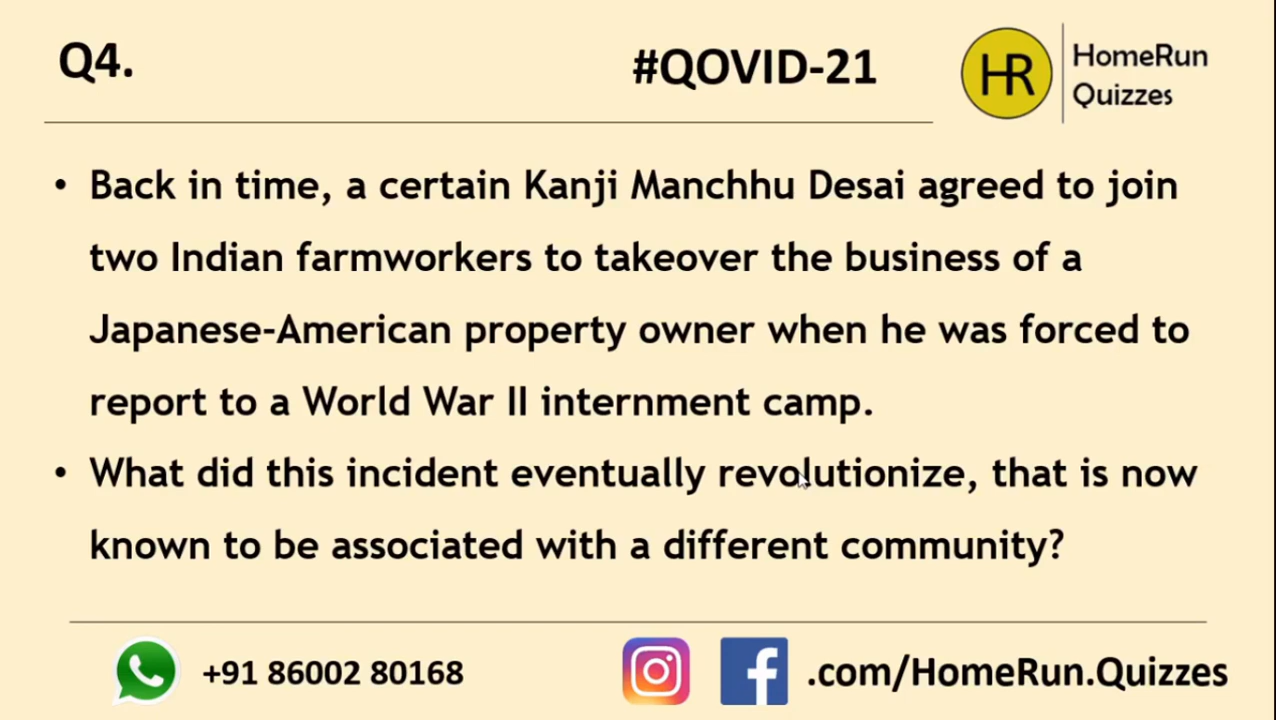 Q4.
#QOVID-21
HR
HomeRun
Quizzes
• Back in time, a certain Kanji Manchhu Desai agreed to join
two Indian farmworkers to takeover the business of a
Japanese-American property owner when he was forced to
report to a World War II internment camp.
• What did this incident eventually revolutionize, that is now
known to be associated with a different community?
+91 86002 80168
.com/HomeRun.Quizzes